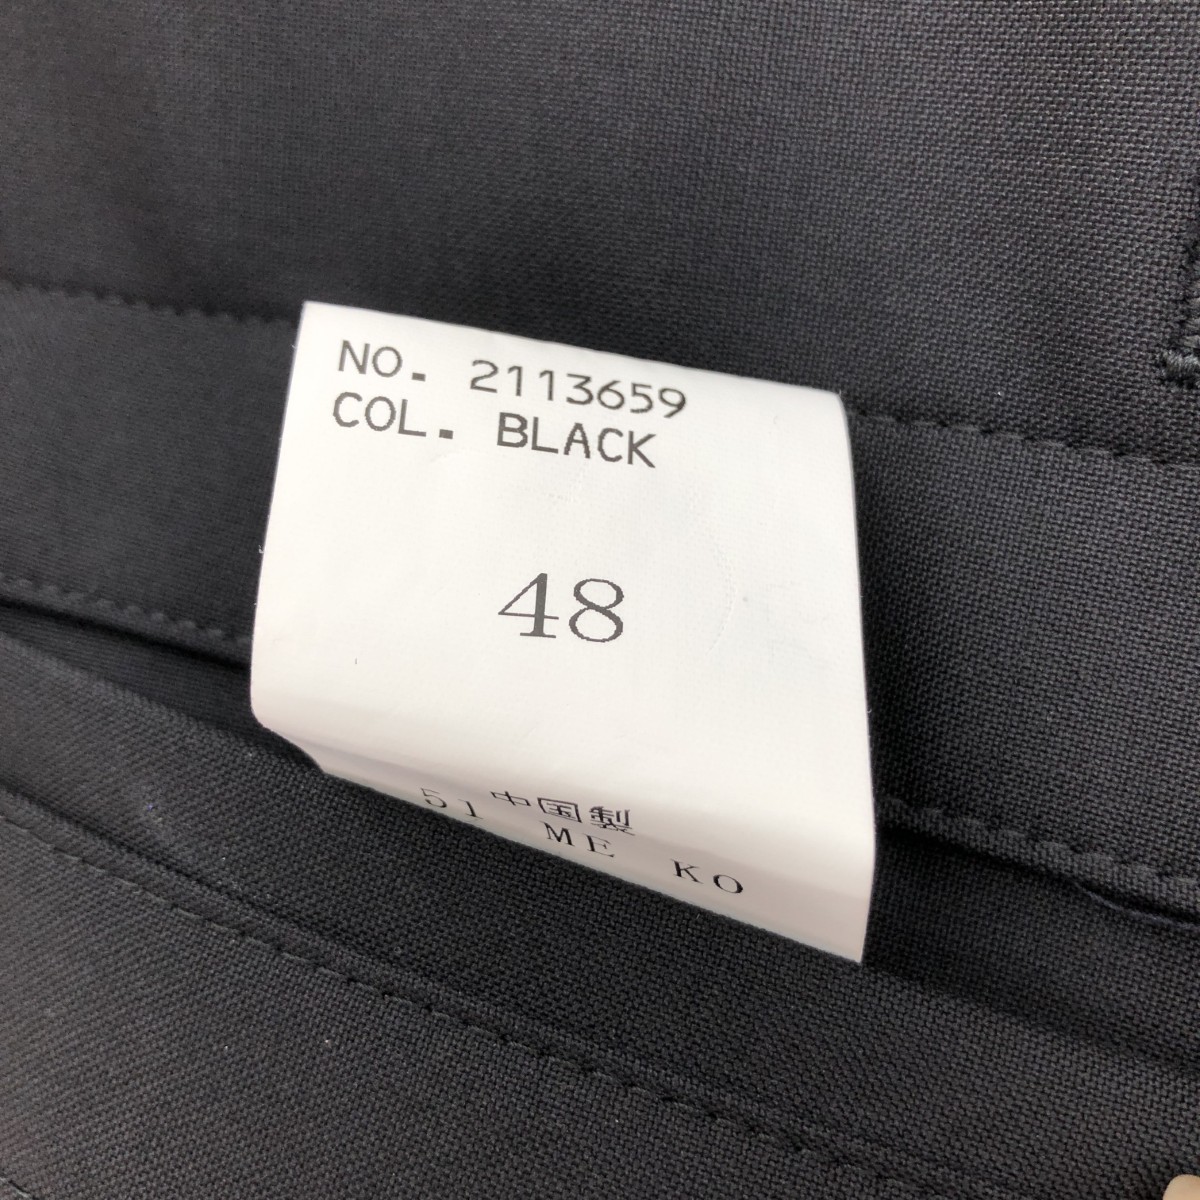 NO. 2113659
COL. BLACK
48
中国製
51 ME KO